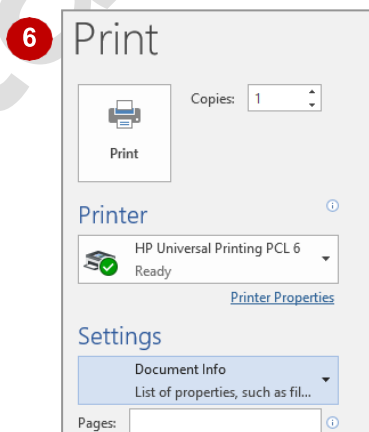 6 Print
Copies: 1
Print
Printer
HP Universal Printing PCL 6
Ready
Printer Properties
Settings
Document Info
List of properties, such as fil...
Pages: